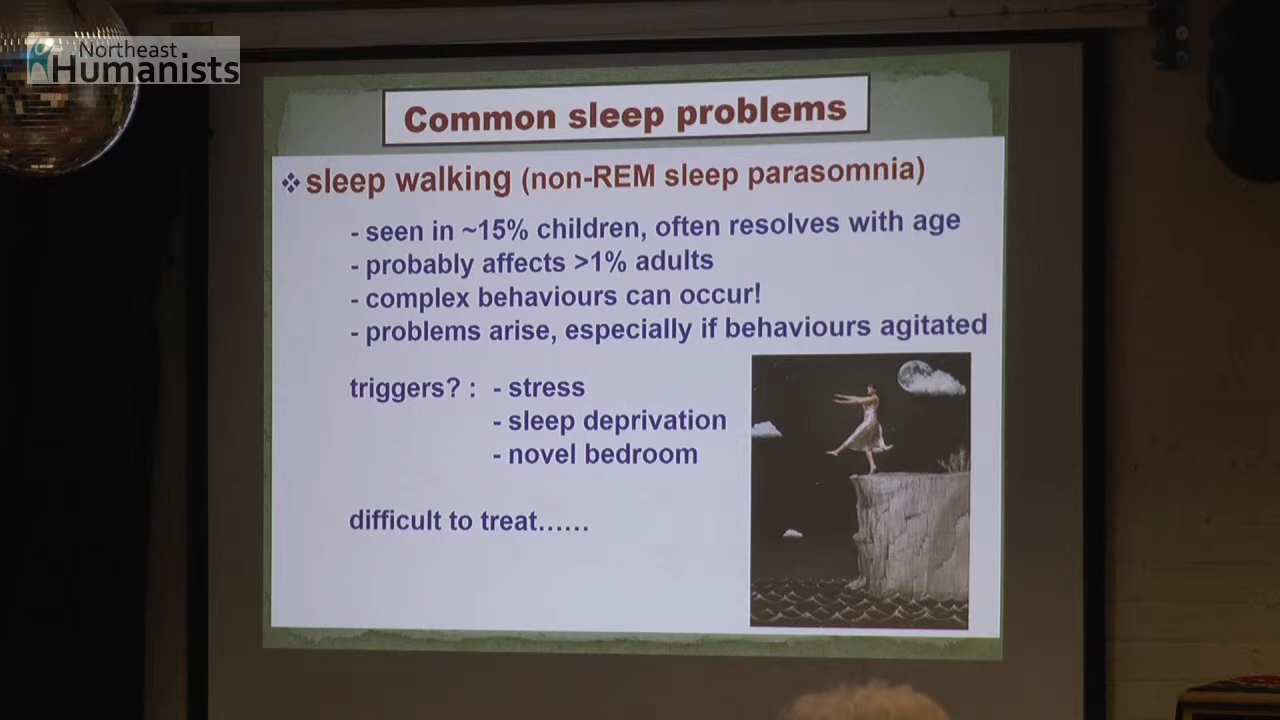 Northeast
Humanists
Common sleep problems
❖ sleep walking (non-REM sleep parasomnia)
- seen in ~15% children, often resolves with age
- probably affects >1% adults
- complex behaviours can occur!
- problems arise, especially if behaviours agitated
triggers? : - stress
- sleep deprivation
- novel bedroom
difficult to treat......